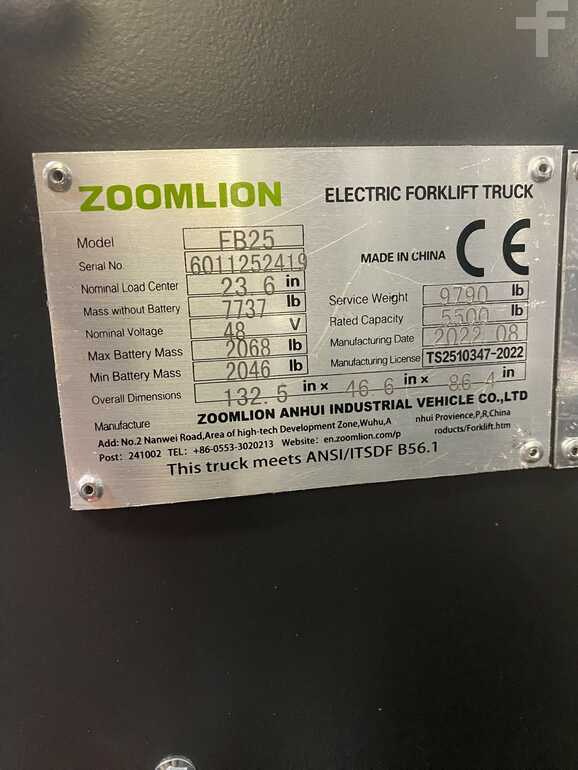 ZOOMLION ELECTRIC FORKLIFT TRUCK
Model FB25
Serial No. 6011252419 MADE IN CHINA CE
Nominal Load Center 23.6 in
Mass without Battery 7737 lb Service Weight 9790 lb
Nominal Voltage 48 V Rated Capacity 5500 lb
Max Battery Mass 2068 lb Manufacturing Date 2022.08
Min Battery Mass 2046 lb Manufacturing License TS2510347-2022
Overall Dimensions 132.5 in x 46.6 in x 86.4 in
Manufacture ZOOMLION ANHUI INDUSTRIAL VEHICLE CO.,LTD
Add: No.2 Nanwei Road,Area of high-tech Development Zone,Wuhu,A nhui Provience,P,R,China
Post: 241002 TEL: +86-0553-3020213 Website: en.zoomlion.com/p roducts/Forklift.htm
This truck meets ANSI/ITSDF B56.1